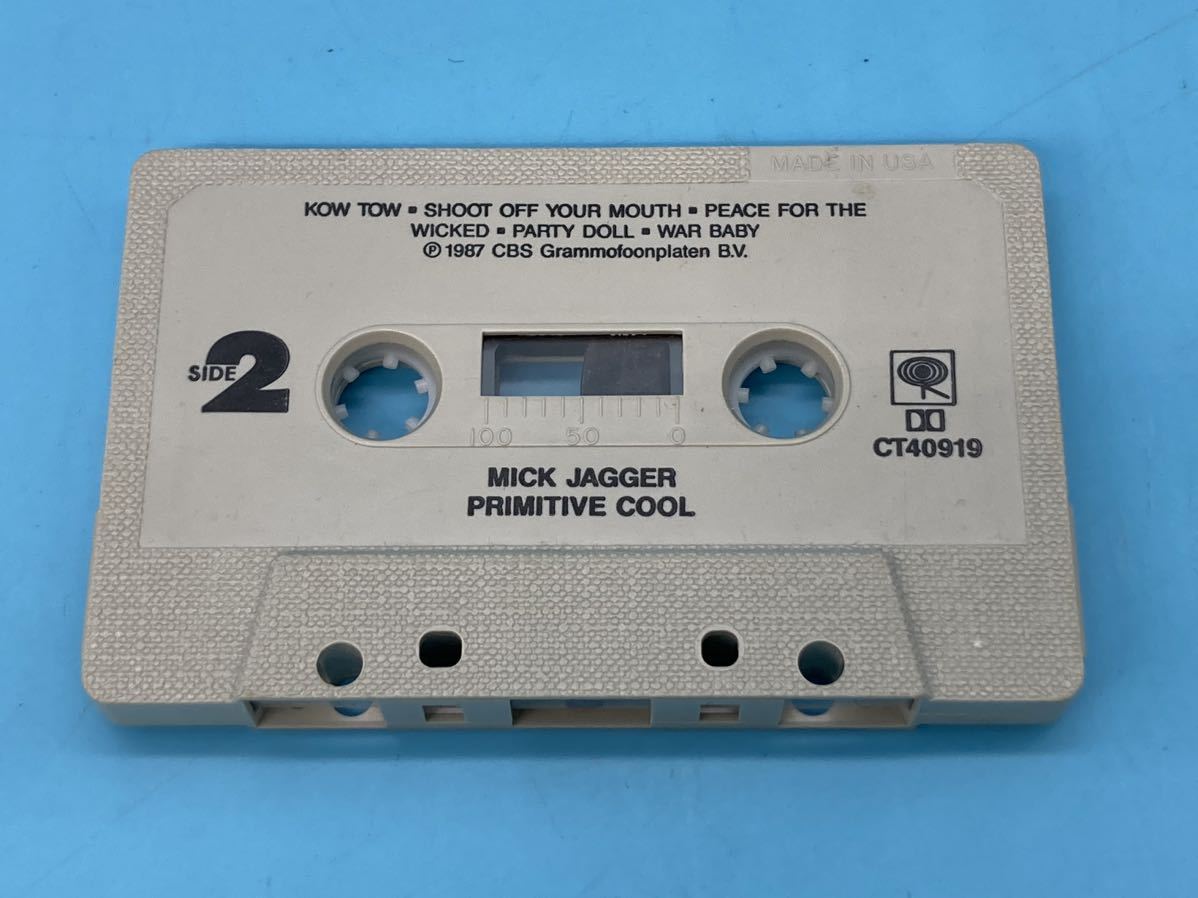 MADE IN USA
KOW TOW ▪ SHOOT OFF YOUR MOUTH ▪ PEACE FOR THE
WICKED ▪ PARTY DOLL ▪ WAR BABY
℗ 1987 CBS Grammofoonplaten B.V.
SIDE 2
100 50 0
CT40919
MICK JAGGER
PRIMITIVE COOL